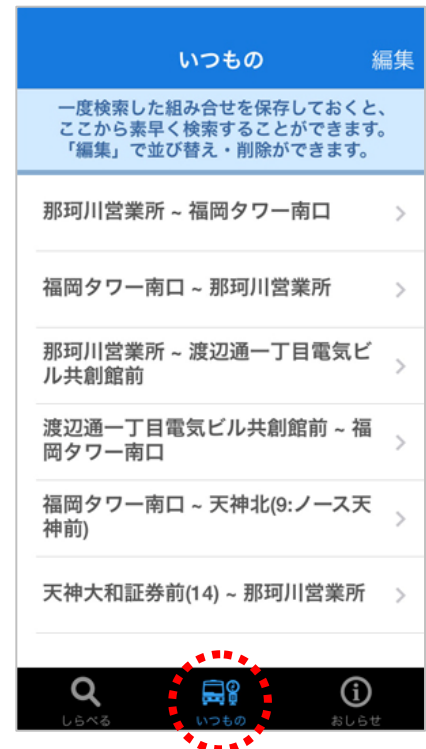 いつもの
編集
一度検索した組み合せを保存しておくと、
ここから素早く検索することができます。
「編集」で並び替え・削除ができます。
那珂川営業所 ~ 福岡タワー南口
福岡タワー南口 ~ 那珂川営業所
那珂川営業所 ~ 渡辺通一丁目電気ビ
ル共創館前
渡辺通一丁目電気ビル共創館前 ~ 福
岡タワー南口
福岡タワー南口 ~ 天神北(9:ノース天
神前)
天神大和証券前(14) ~ 那珂川営業所
しらべる
いつもの
おしらせ